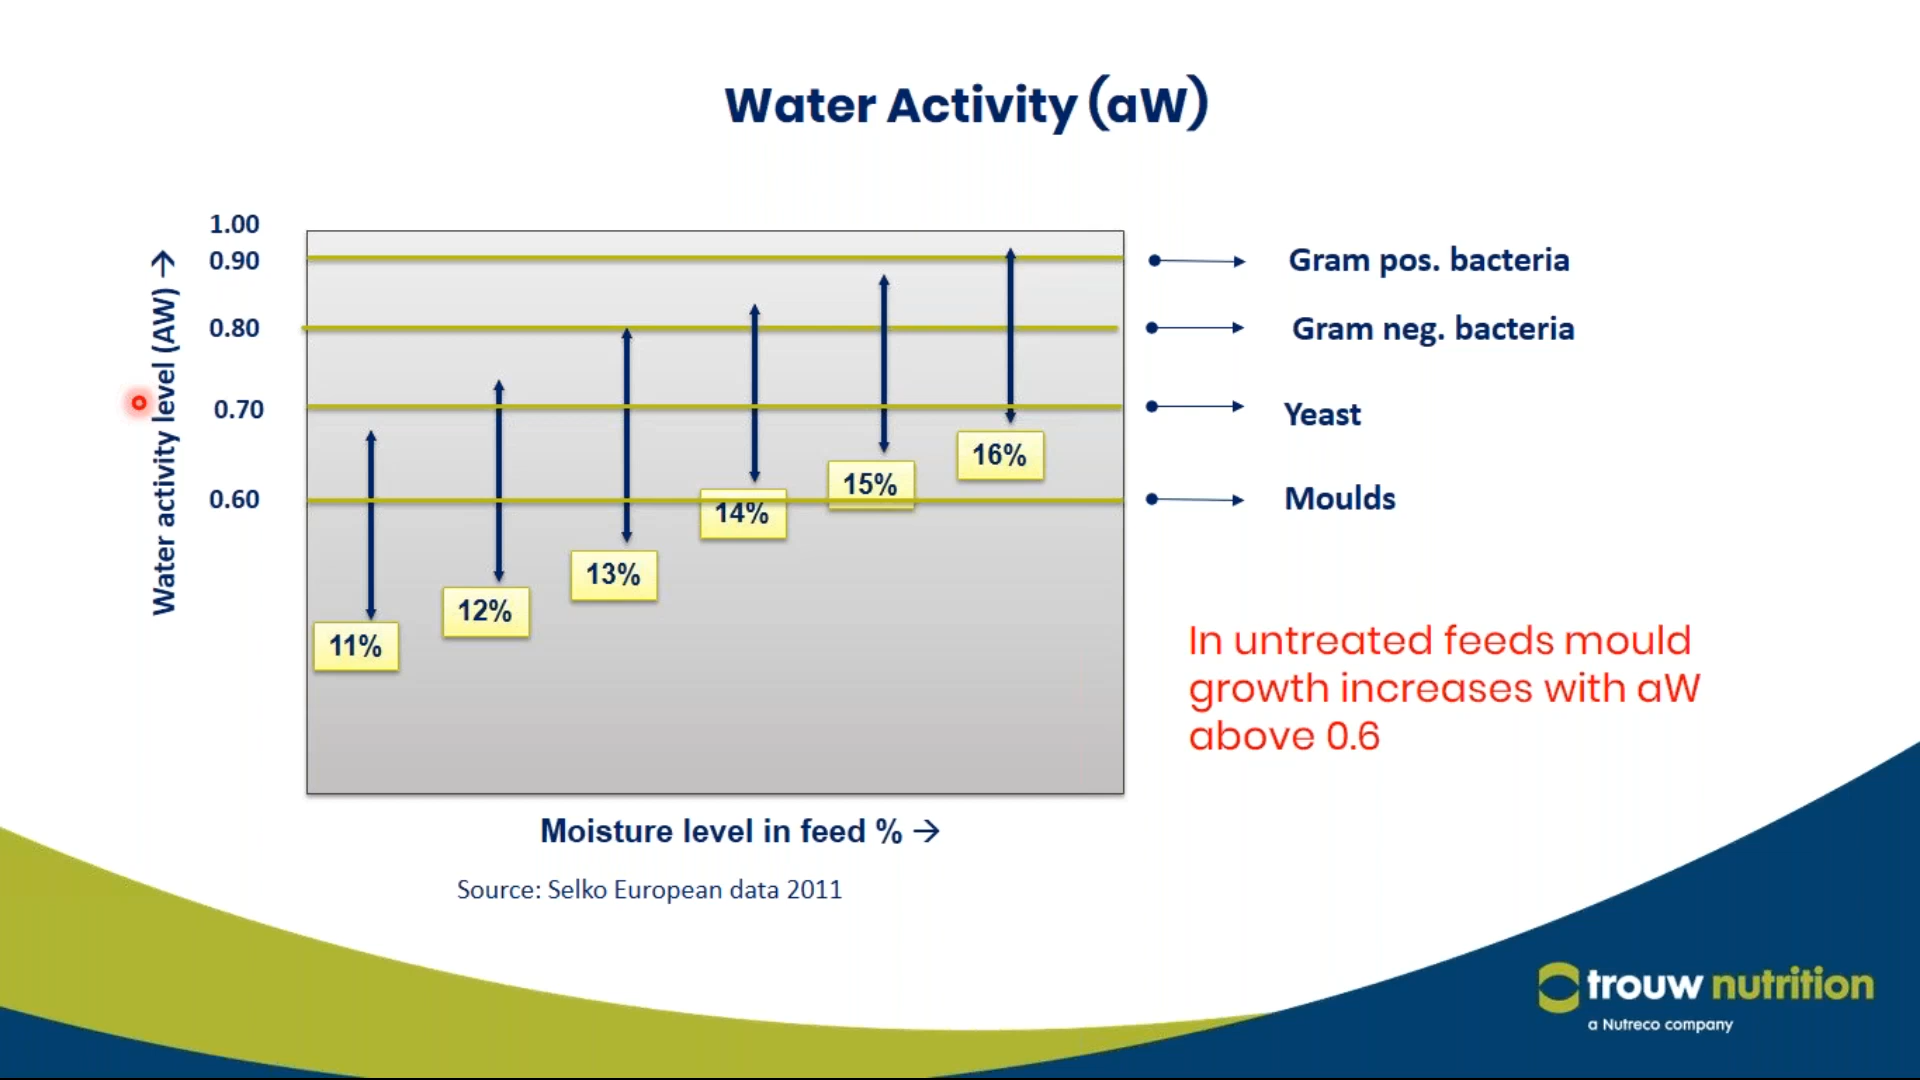 Water Activity (aW)
1.00
0.90
0.80
0.70
0.60
Water activity level (AW) →
11%
12%
13%
14%
15%
16%
Gram pos. bacteria
Gram neg. bacteria
Yeast
Moulds
In untreated feeds mould
growth increases with aW
above 0.6
Moisture level in feed % →
Source: Selko European data 2011
trouw nutrition
a Nutreco company